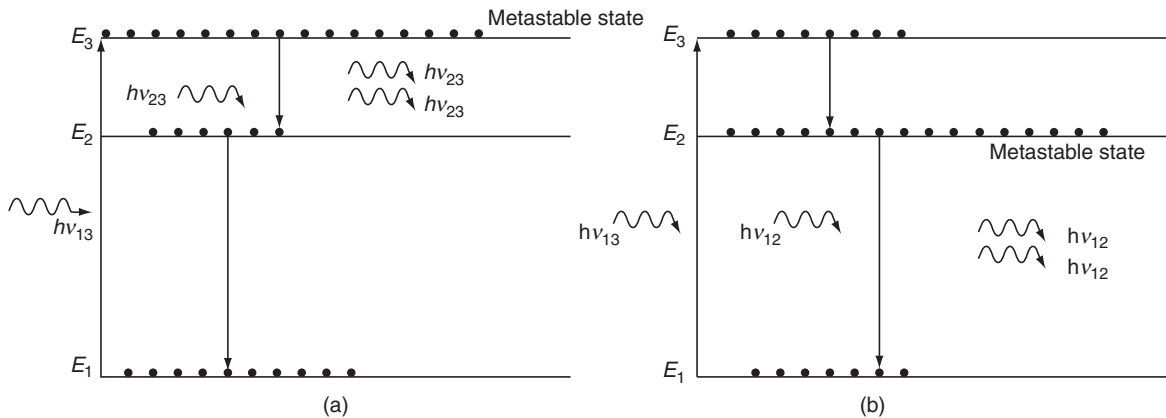 Metastable state
E3
hν23
hν23
hν23
E2
hν13
E1
(a)
E3
E2
Metastable state
hν13
hν12
hν12
hν12
E1
(b)